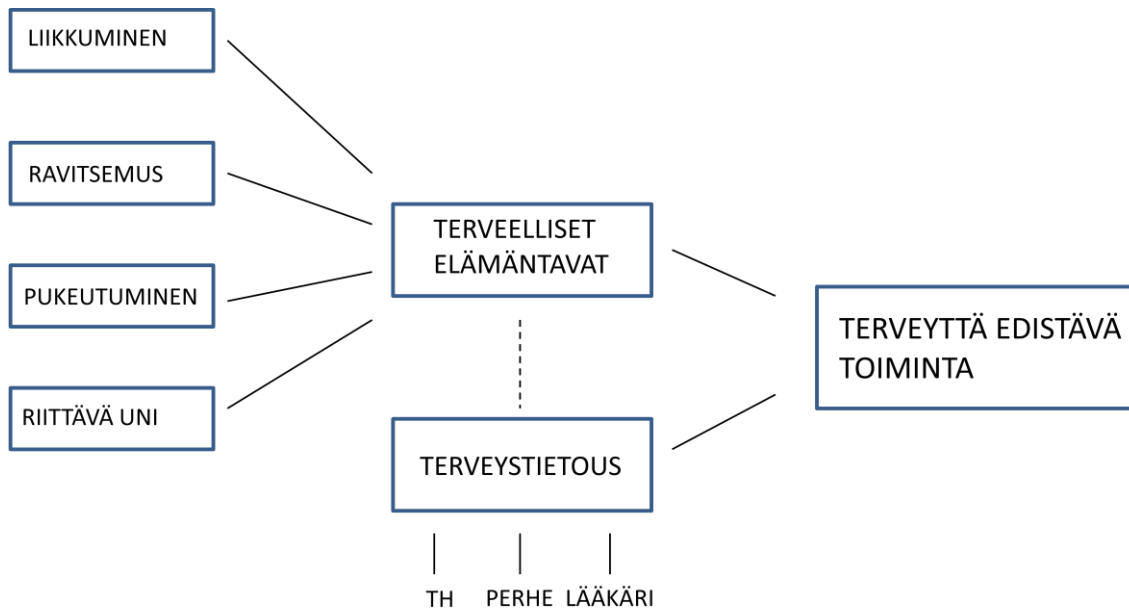 LIIKKUMINEN
RAVITSEMUS
PUKEUTUMINEN
RIITTÄVÄ UNI
TERVEELLISET
ELÄMÄNTAVAT
TERVEYSTIETOUS
TH PERHE LÄÄKÄRI
TERVEYTTÄ EDISTÄVÄ
TOIMINTA